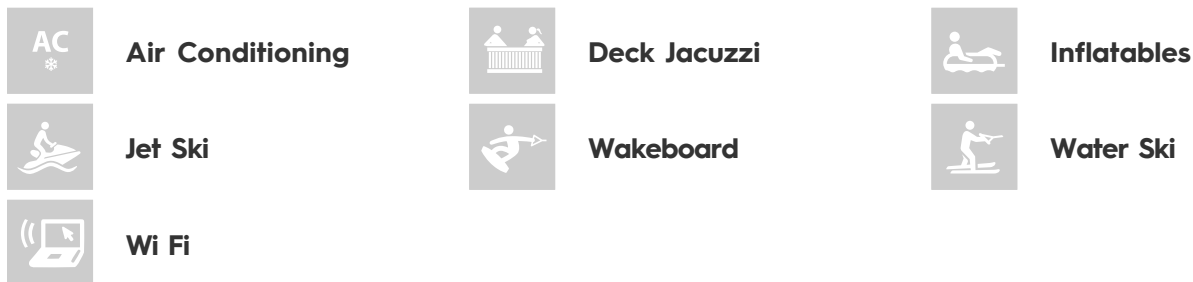 AC
Air Conditioning
Deck Jacuzzi
Inflatables
Jet Ski
Wakeboard
Water Ski
Wi Fi